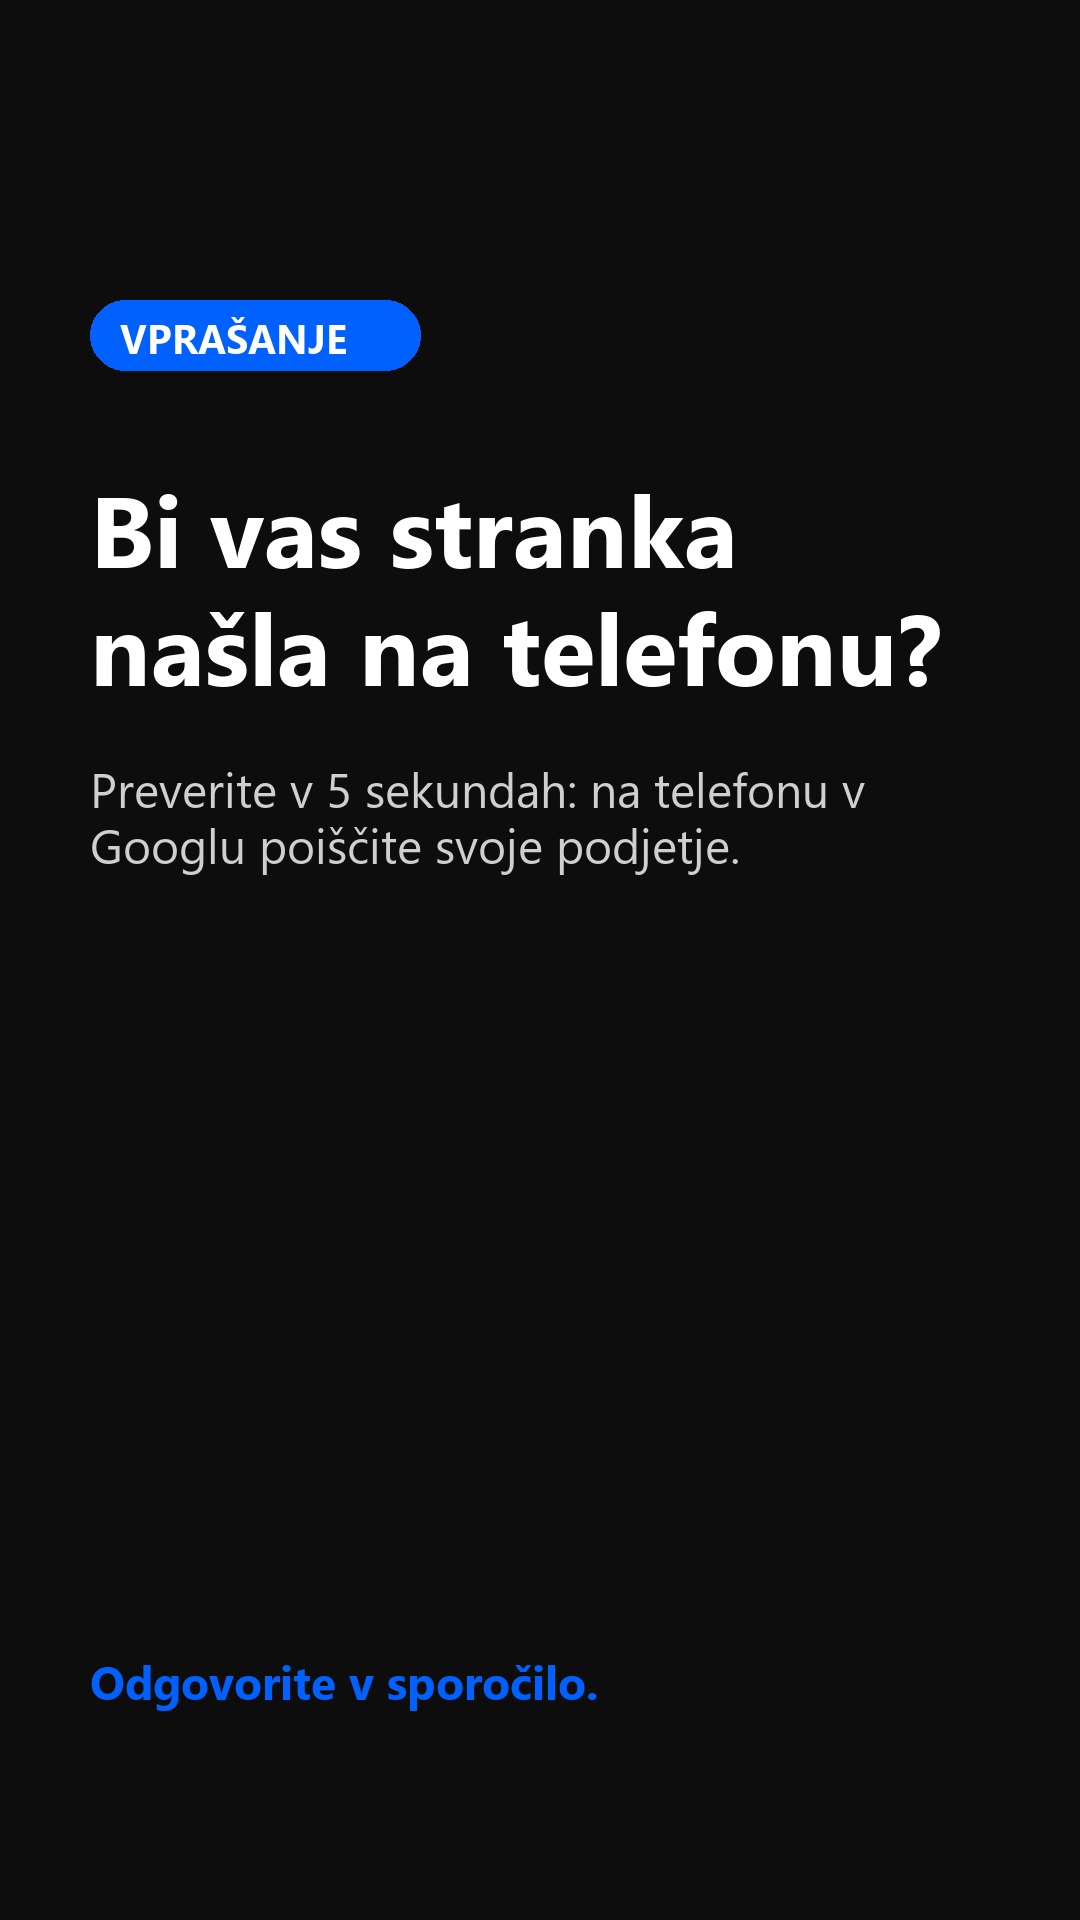 VPRAŠANJE
Bi vas stranka
našla na telefonu?
Preverite v 5 sekundah: na telefonu v
Googlu poiščite svoje podjetje.
Odgovorite v sporočilo.